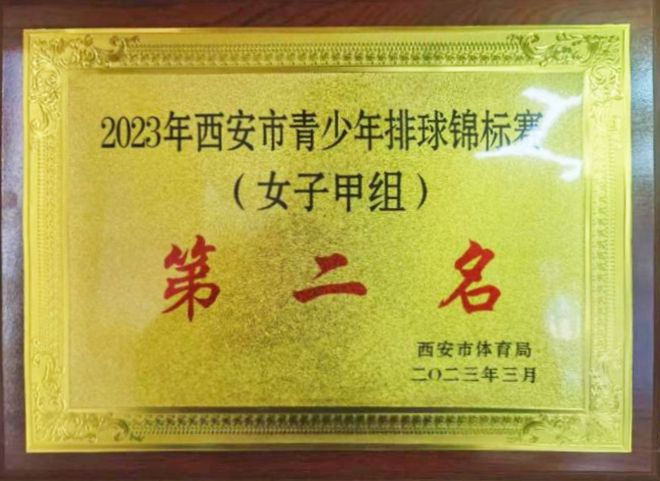 2023年西安市青少年排球锦标赛
（女子甲组）
第二名
西安市体育局
二〇二三年三月